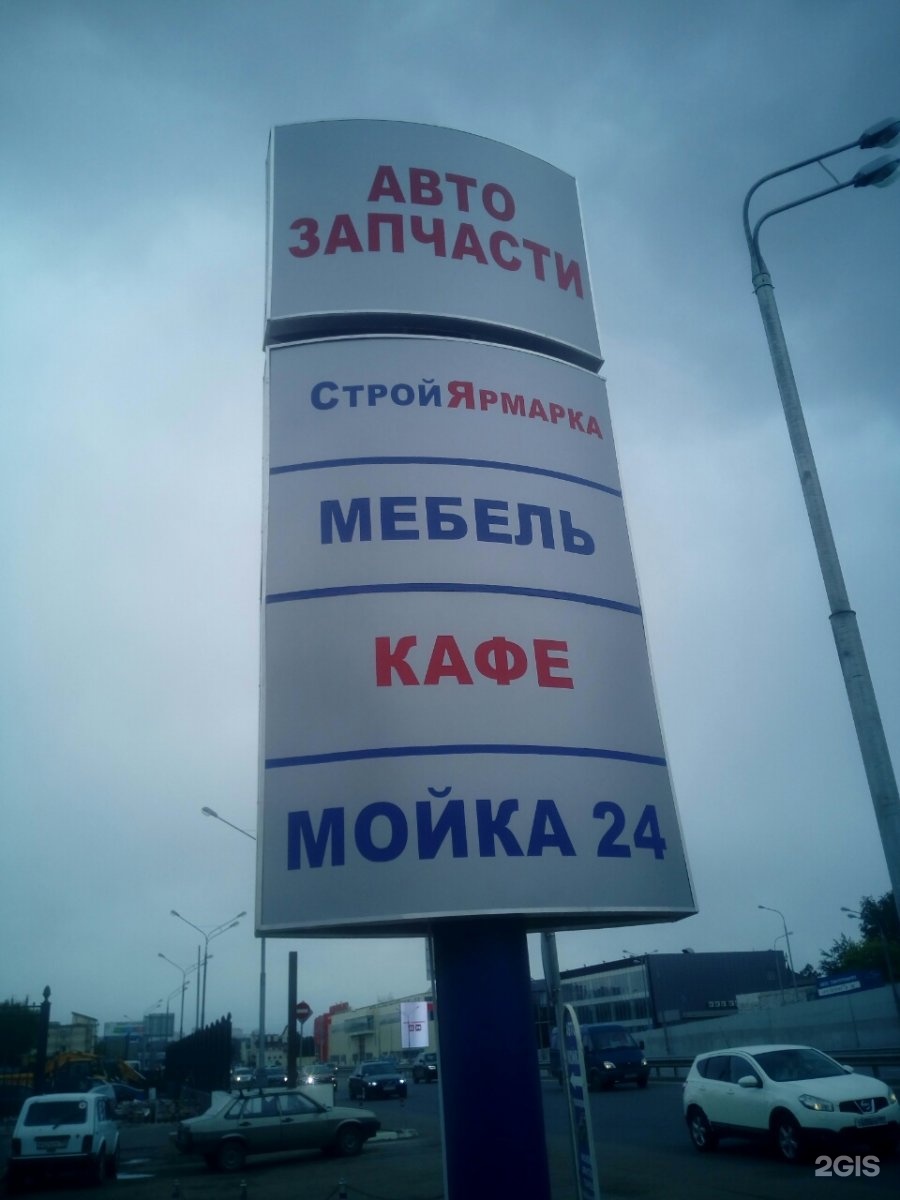 АВТО
ЗАПЧАСТИ
СТРОЙЯРМАРКА
МЕБЕЛЬ
КАФЕ
МОЙКА 24
2GIS